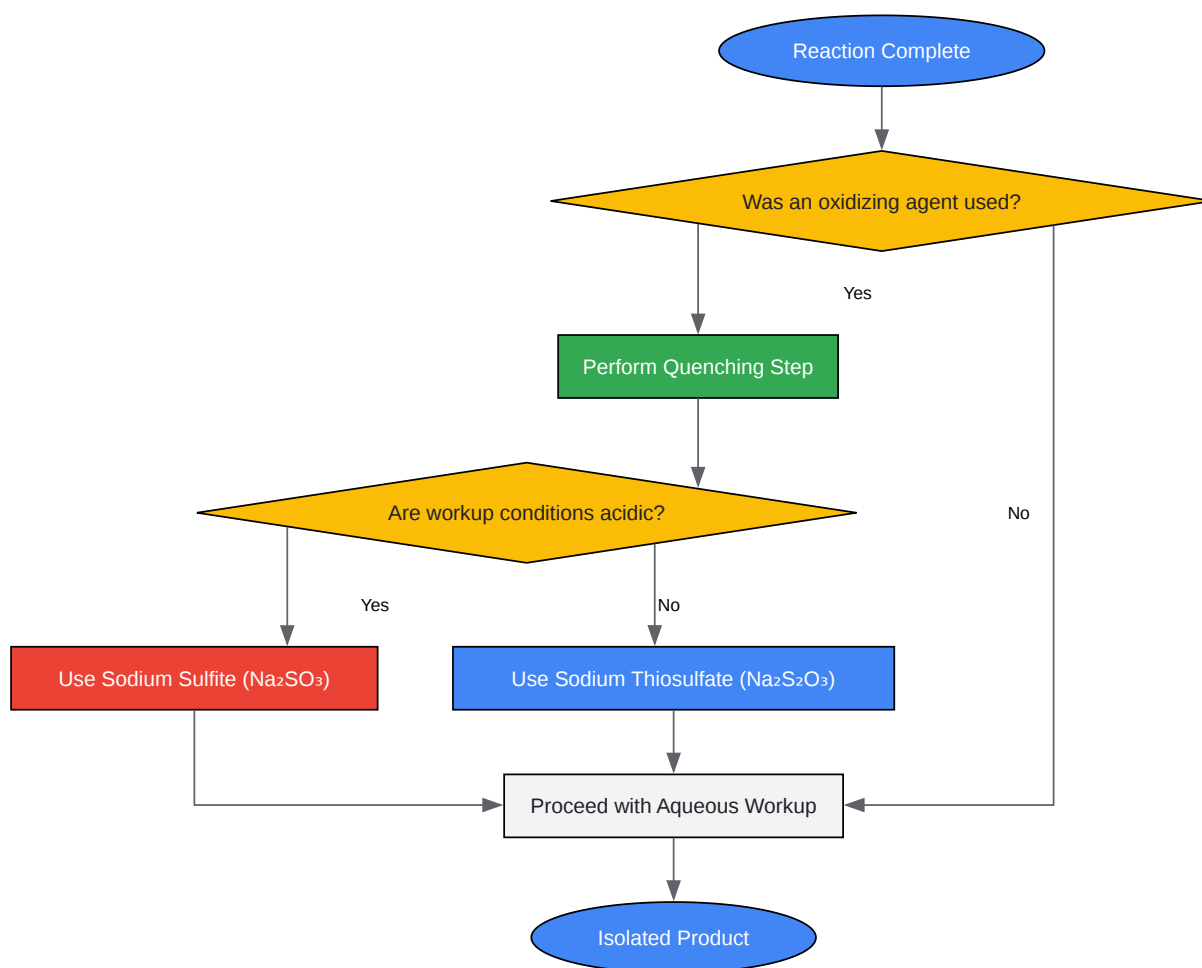 Reaction Complete
Was an oxidizing agent used?
Yes
Perform Quenching Step
Are workup conditions acidic?
No
Yes
No
Use Sodium Sulfite (Na₂SO₃)
Use Sodium Thiosulfate (Na₂S₂O₃)
Proceed with Aqueous Workup
Isolated Product